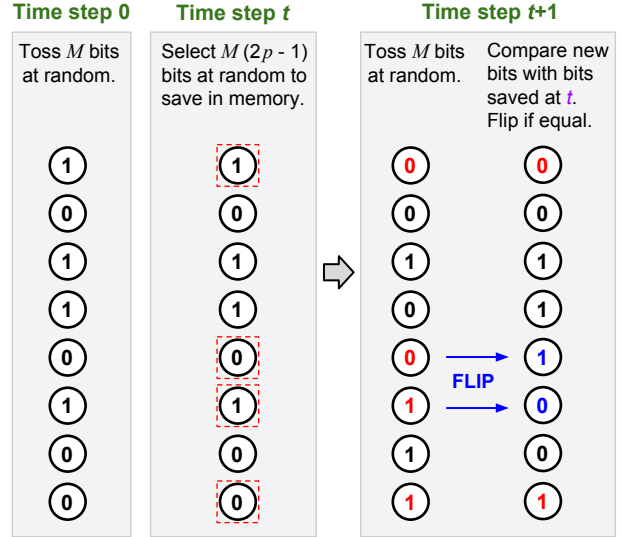 Time step 0
Time step t
Time step t+1
Toss M bits
at random.
Select M (2p - 1)
bits at random to
save in memory.
Toss M bits
at random.
Compare new
bits with bits
saved at t.
Flip if equal.
1 1 0 0
0 0 0 0
1 1 1 1
1 1 0 1
0 0 0 1
FLIP
1 1 1 0
0 0 1 0
0 0 1 1